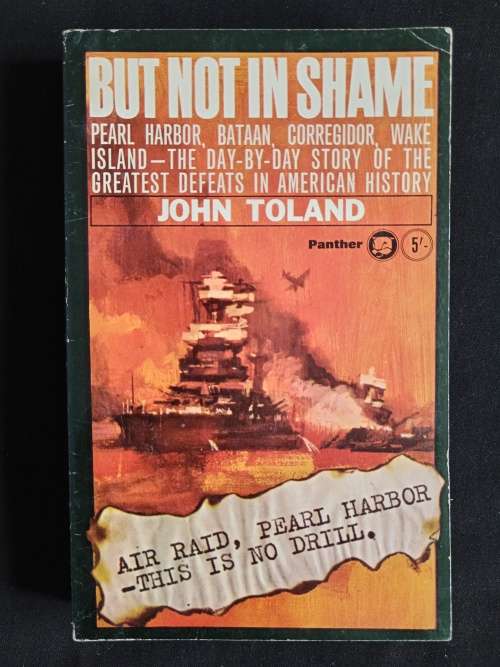 BUT NOT IN SHAME
PEARL HARBOR, BATAAN, CORREGIDOR, WAKE
ISLAND—THE DAY-BY-DAY STORY OF THE
GREATEST DEFEATS IN AMERICAN HISTORY
JOHN TOLAND
Panther 5/-
AIR RAID, PEARL HARBOR
—THIS IS NO DRILL.